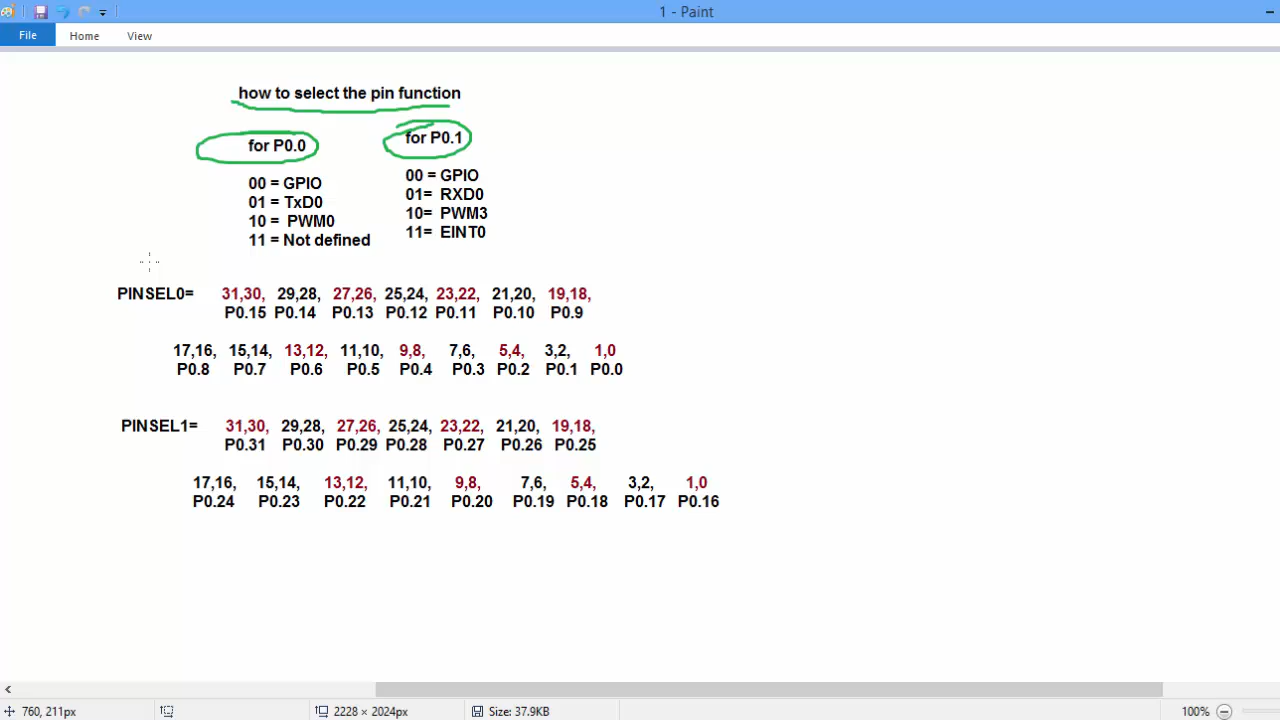 1 - Paint
File Home View
how to select the pin function
for P0.0
00 = GPIO
01 = TxD0
10 = PWM0
11 = Not defined
for P0.1
00 = GPIO
01= RXD0
10= PWM3
11= EINT0
PINSEL0= 31,30, 29,28, 27,26, 25,24, 23,22, 21,20, 19,18,
P0.15 P0.14 P0.13 P0.12 P0.11 P0.10 P0.9
17,16, 15,14, 13,12, 11,10, 9,8, 7,6, 5,4, 3,2, 1,0
P0.8 P0.7 P0.6 P0.5 P0.4 P0.3 P0.2 P0.1 P0.0
PINSEL1= 31,30, 29,28, 27,26, 25,24, 23,22, 21,20, 19,18,
P0.31 P0.30 P0.29 P0.28 P0.27 P0.26 P0.25
17,16, 15,14, 13,12, 11,10, 9,8, 7,6, 5,4, 3,2, 1,0
P0.24 P0.23 P0.22 P0.21 P0.20 P0.19 P0.18 P0.17 P0.16
760, 211px 2228 × 2024px Size: 37.9KB 100%